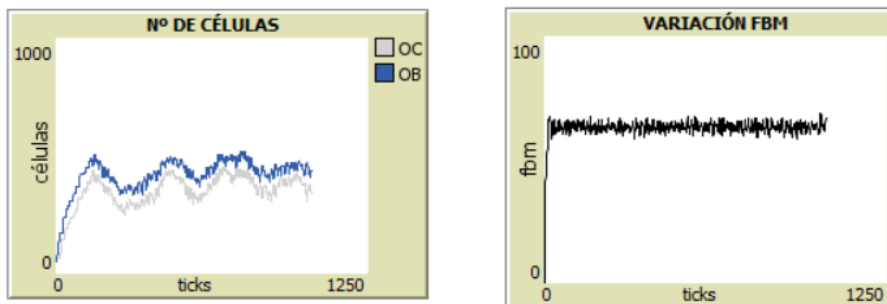 Nº DE CÉLULAS
1000
células
0
0 ticks 1250
OC
OB
VARIACIÓN FBM
100
fbm
0
0 ticks 1250